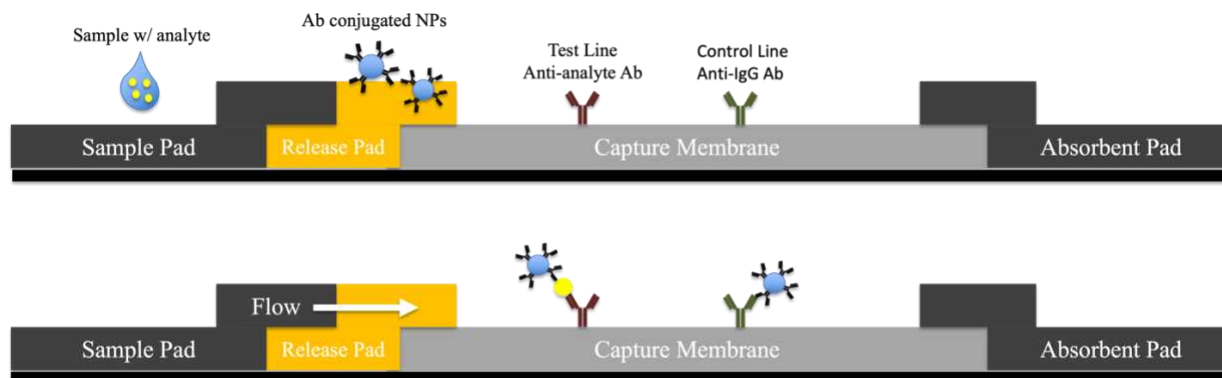 Sample w/ analyte
Ab conjugated NPs
Test Line
Anti-analyte Ab
Control Line
Anti-IgG Ab
Sample Pad
Release Pad
Capture Membrane
Absorbent Pad
Flow
Sample Pad
Release Pad
Capture Membrane
Absorbent Pad